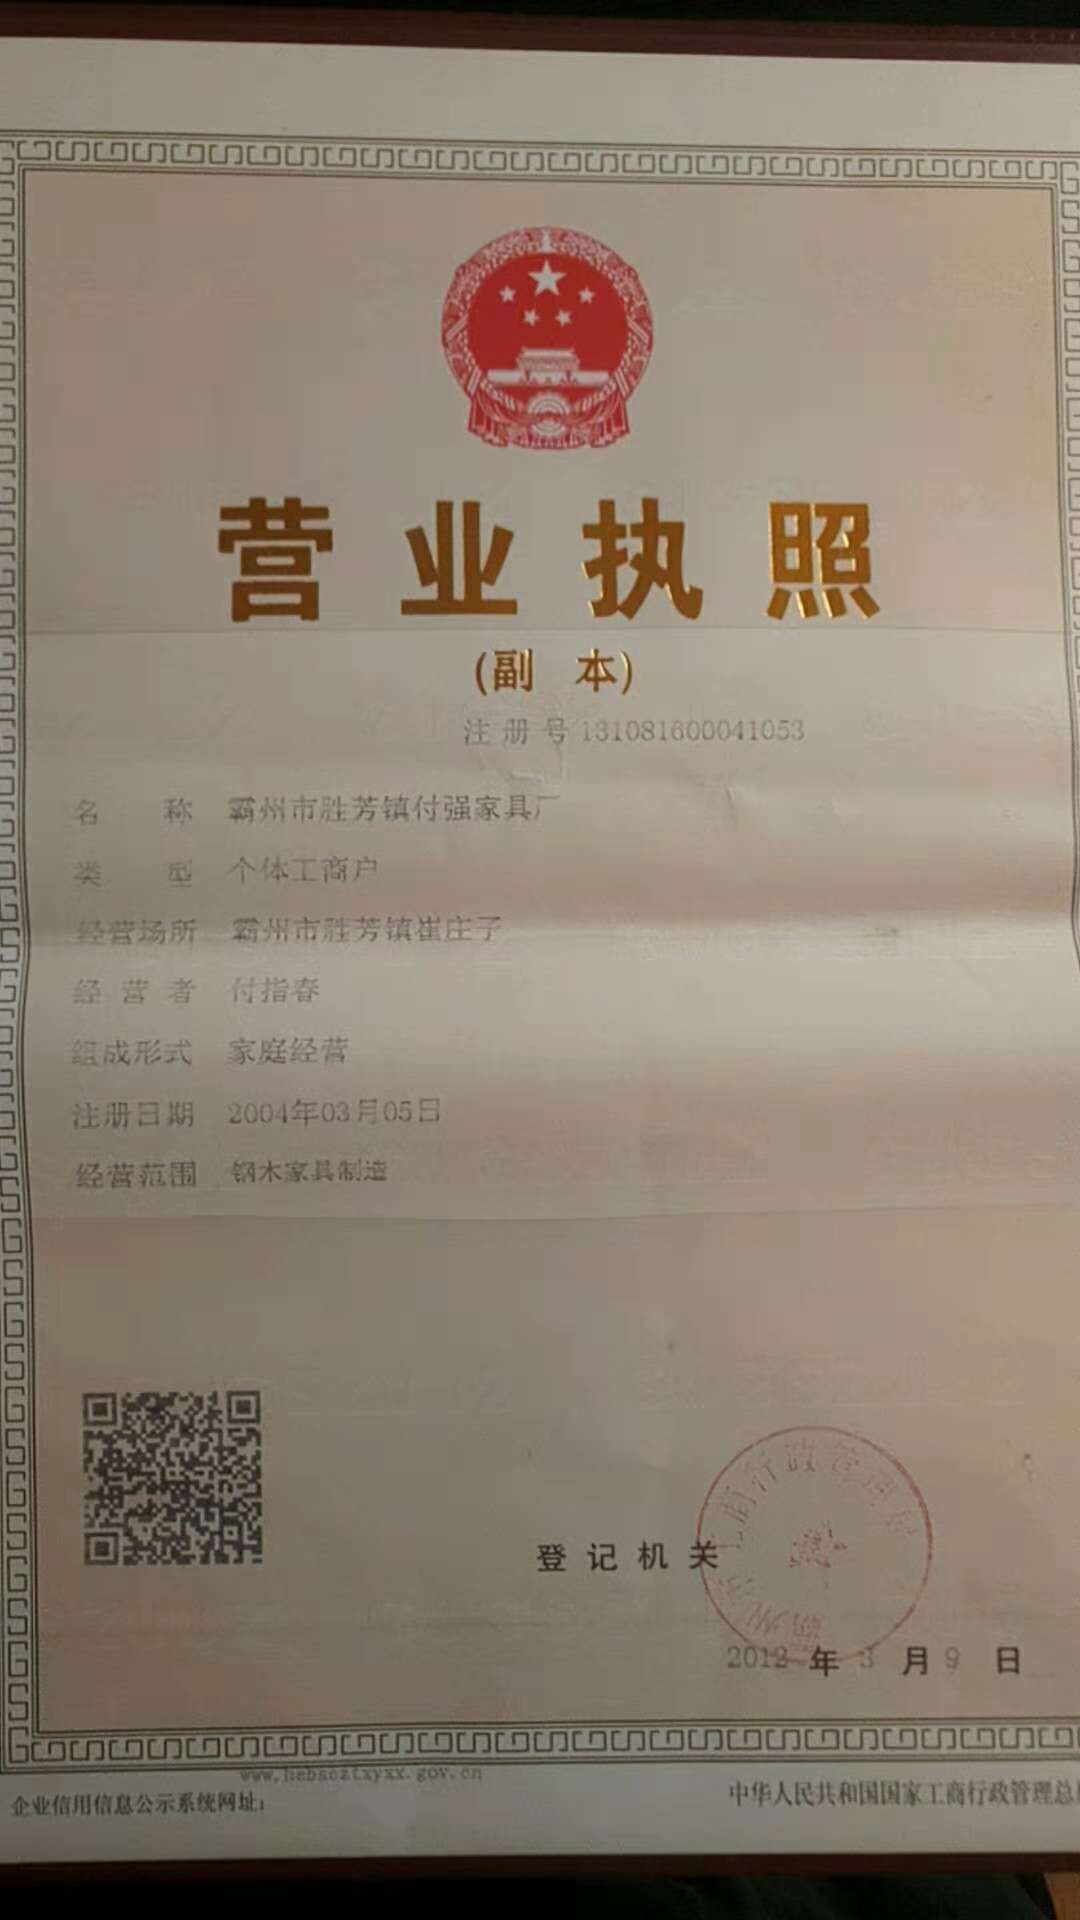 营业执照
(副 本)
注册号 131081600041053
名 称 霸州市胜芳镇付强家具厂
类 型 个体工商户
经营场所 霸州市胜芳镇崔庄子
经营者 付指春
组成形式 家庭经营
注册日期 2004年03月05日
经营范围 钢木家具制造
登记机关
2012年3月9日
www.hebscztxyxx.gov.cn
企业信用信息公示系统网址:
中华人民共和国国家工商行政管理总局